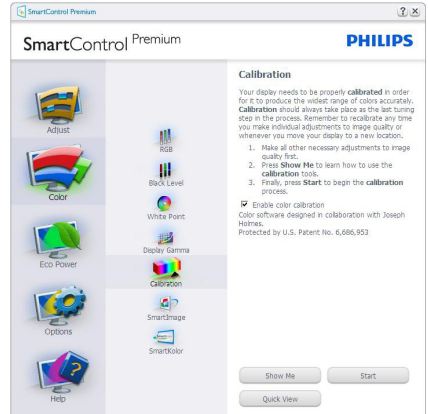 SmartControl Premium
SmartControl Premium
PHILIPS
Adjust
Color
Eco Power
Options
Help
RGB
Black Level
White Point
Display Gamma
Calibration
SmartImage
SmartKolor
Calibration
Your display needs to be properly calibrated in order
for it to produce the widest range of colors accurately.
Calibration should always take place as the last tuning
step in the process. Remember to recalibrate any time
you make individual adjustments to image quality or
whenever you move your display to a new location.
1. Make all other necessary adjustments to image
quality first.
2. Press Show Me to learn how to use the
calibration tools.
3. Finally, press Start to begin the calibration
process.
Enable color calibration
Color software designed in collaboration with Joseph
Holmes.
Protected by U.S. Patent No. 6,686,953
Show Me
Start
Quick View